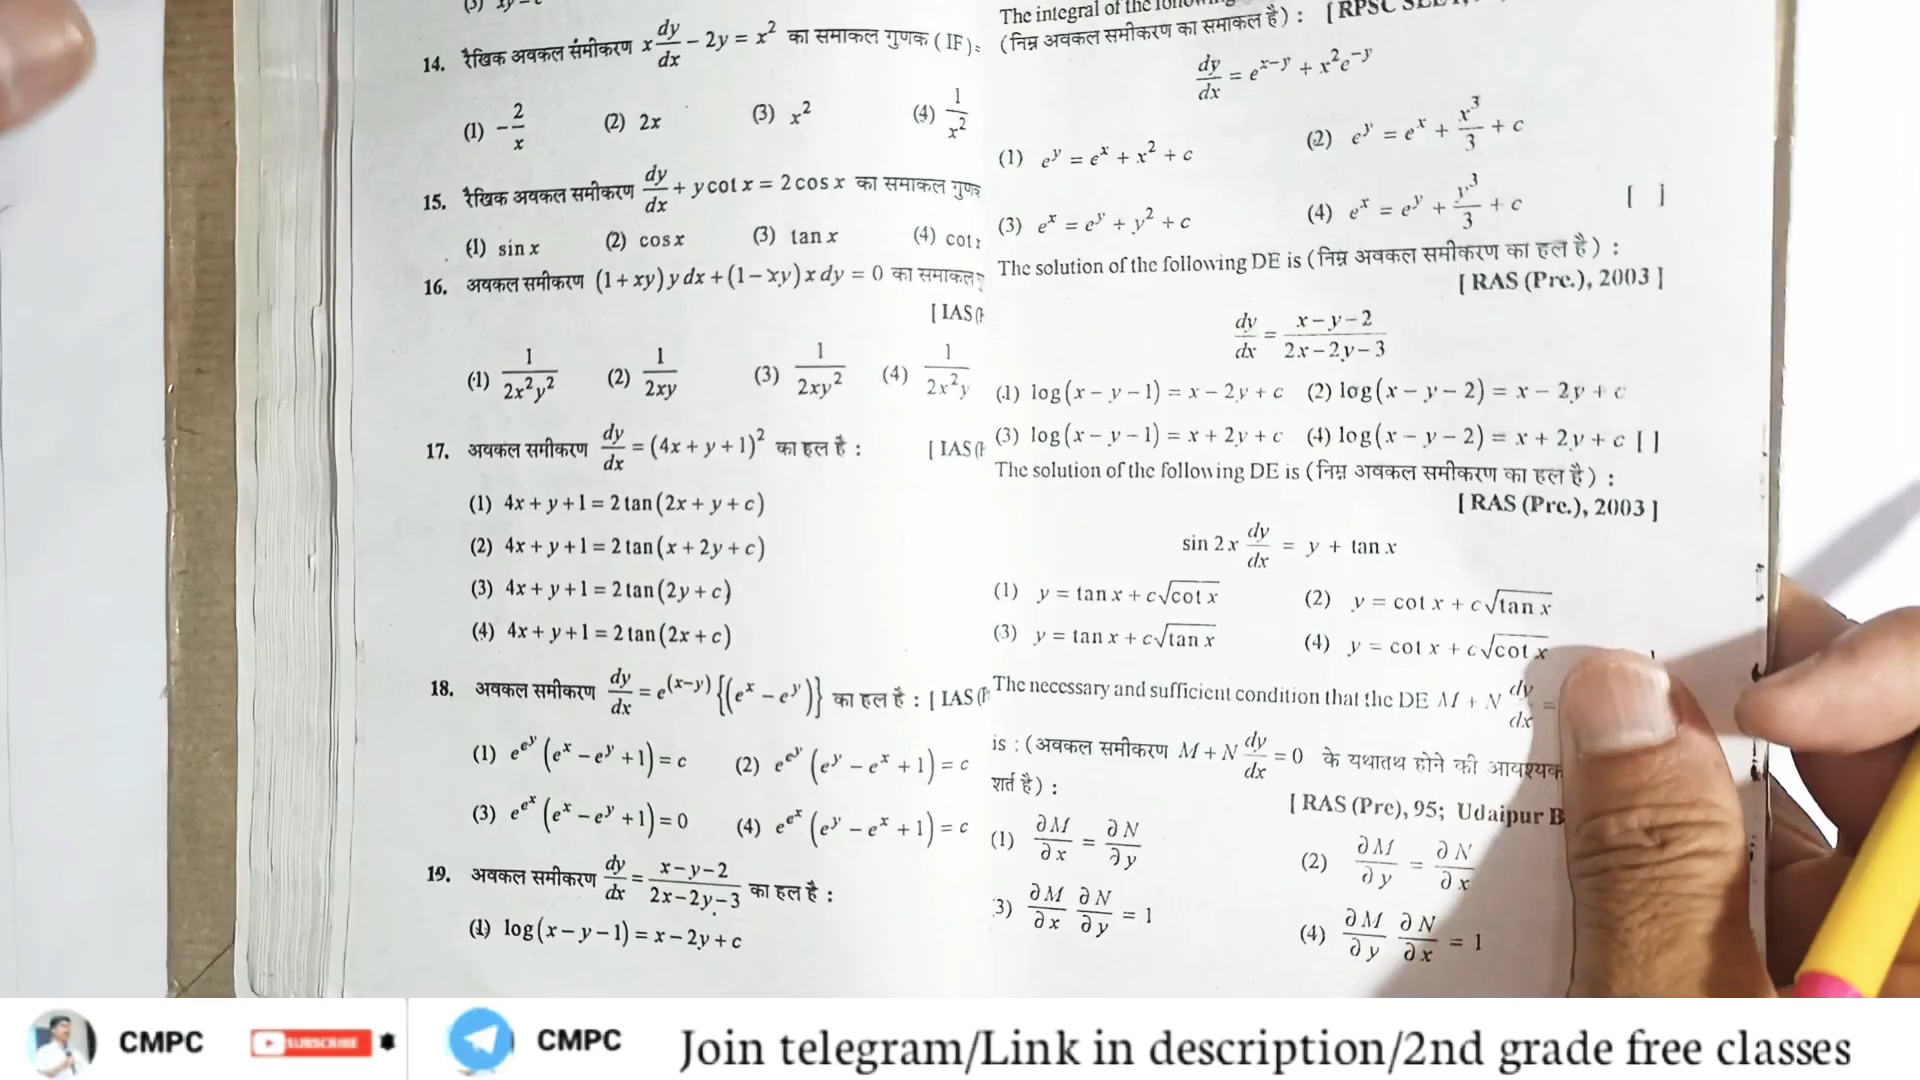 14. रैखिक अवकल समीकरण x dy/dx − 2y = x² का समाकल गुणक (IF) =
(1) −2/x (2) 2x (3) x² (4) 1/x²
15. रैखिक अवकल समीकरण dy/dx + y cot x = 2 cos x का समाकल
(1) sin x (2) cos x (3) tan x (4) cot
16. अवकल समीकरण (1 + xy) y dx + (1 − xy) x dy = 0 का समाकल
[ IAS
(1) 1/2x²y² (2) 1/2xy (3) 1/2xy² (4) 1/2x²y
17. अवकल समीकरण dy/dx = (4x + y + 1)² का हल है : [ IAS
(1) 4x + y + 1 = 2 tan(2x + y + c)
(2) 4x + y + 1 = 2 tan(x + 2y + c)
(3) 4x + y + 1 = 2 tan(2y + c)
(4) 4x + y + 1 = 2 tan(2x + c)
18. अवकल समीकरण dy/dx = e^(x−y) {(e^x − e^y)} का हल है : [ IAS
(1) e^e^y (e^x − e^y + 1) = c (2) e^e^y (e^y − e^x + 1) = c
(3) e^e^x (e^x − e^y + 1) = 0 (4) e^e^x (e^y − e^x + 1) = c
19. अवकल समीकरण dy/dx = x − y − 2/2x − 2y − 3 का हल है :
(1) log(x − y − 1) = x − 2y + c
The integral of the
(निम्न अवकल समीकरण का समाकल है) : [ RPSC
dy/dx = e^x−y + x²e^−y
(1) e^y = e^x + x² + c (2) e^y = e^x + x³/3 + c
(3) e^x = e^y + y² + c (4) e^x = e^y + y³/3 + c [ ]
The solution of the following DE is (निम्न अवकल समीकरण का हल है) :
[ RAS (Pre.), 2003 ]
dy/dx = x − y − 2/2x − 2y − 3
(1) log(x − y − 1) = x − 2y + c (2) log(x − y − 2) = x − 2y + c
(3) log(x − y − 1) = x + 2y + c (4) log(x − y − 2) = x + 2y + c [ ]
The solution of the following DE is (निम्न अवकल समीकरण का हल है) :
[ RAS (Pre.), 2003 ]
sin 2x dy/dx = y + tan x
(1) y = tan x + c√cot x (2) y = cot x + c√tan x
(3) y = tan x + c√tan x (4) y = cot x + c√cot x
The necessary and sufficient condition that the DE M + N dy/dx =
is : (अवकल समीकरण M + N dy/dx = 0 के यथातथ होने की आवश्यक
शर्त है) :
[ RAS (Pre), 95; Udaipur B
(1) ∂M/∂x = ∂N/∂y (2) ∂M/∂y = ∂N/∂x
3) ∂M/∂x ∂N/∂y = 1 (4) ∂M/∂y ∂N/∂x = 1
CMPC SUBSCRIBE CMPC Join telegram/Link in description/2nd grade free classes